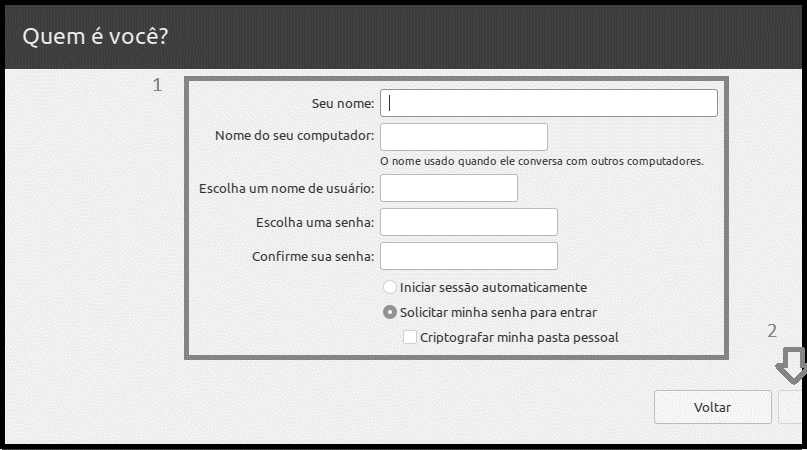 Quem é você?
1
Seu nome:
Nome do seu computador:
O nome usado quando ele conversa com outros computadores.
Escolha um nome de usuário:
Escolha uma senha:
Confirme sua senha:
Iniciar sessão automaticamente
Solicitar minha senha para entrar
Criptografar minha pasta pessoal
2
Voltar